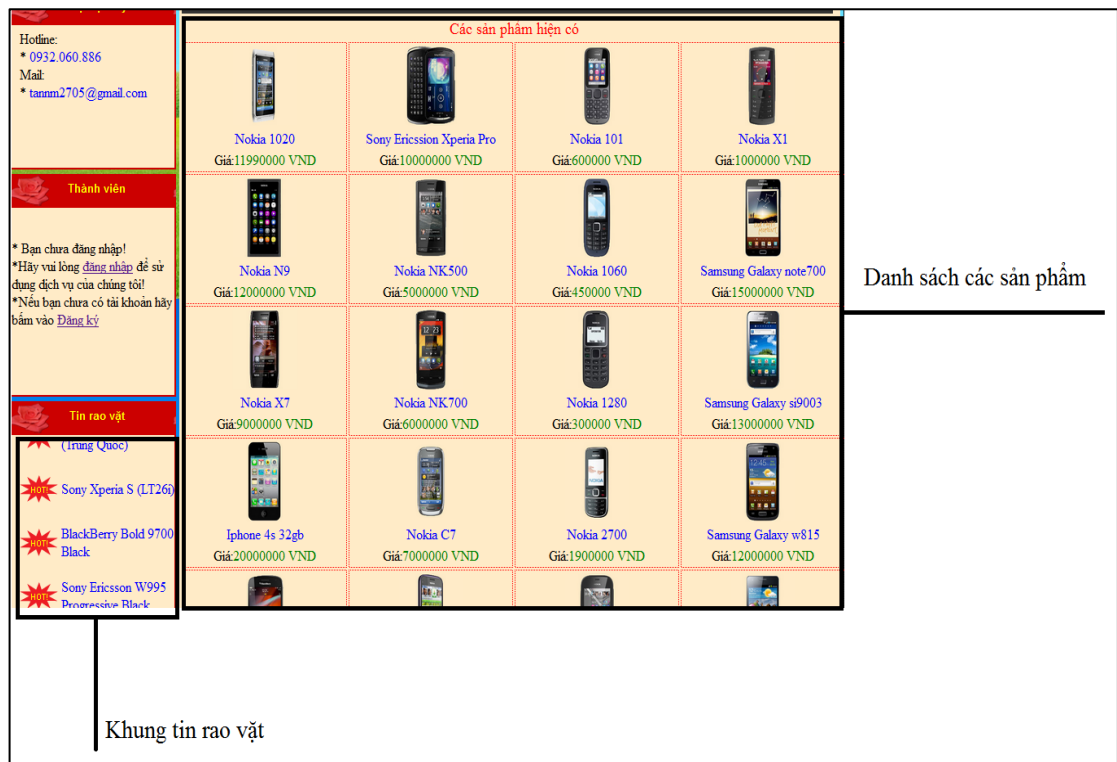 Hotline:
* 0932.060.886
Mail:
* tannm2705@gmail.com
Thành viên
* Bạn chưa đăng nhập!
*Hãy vui lòng đăng nhập để sử
dụng dịch vụ của chúng tôi!
*Nếu bạn chưa có tài khoản hãy
bấm vào Đăng ký
Tin rao vặt
(Trung Quốc)
HOT! Sony Xperia S (LT26i)
HOT! BlackBerry Bold 9700
Black
HOT! Sony Ericsson W995
Progressive Black
Các sản phẩm hiện có
Nokia 1020 Sony Ericssion Xperia Pro Nokia 101 Nokia X1
Giá:11990000 VND Giá:10000000 VND Giá:600000 VND Giá:1000000 VND
Nokia N9 Nokia NK500 Nokia 1060 Samsung Galaxy note700
Giá:12000000 VND Giá:5000000 VND Giá:450000 VND Giá:15000000 VND
Nokia X7 Nokia NK700 Nokia 1280 Samsung Galaxy si9003
Giá:9000000 VND Giá:6000000 VND Giá:300000 VND Giá:13000000 VND
Iphone 4s 32gb Nokia C7 Nokia 2700 Samsung Galaxy w815
Giá:20000000 VND Giá:7000000 VND Giá:1900000 VND Giá:12000000 VND
Danh sách các sản phẩm
Khung tin rao vặt